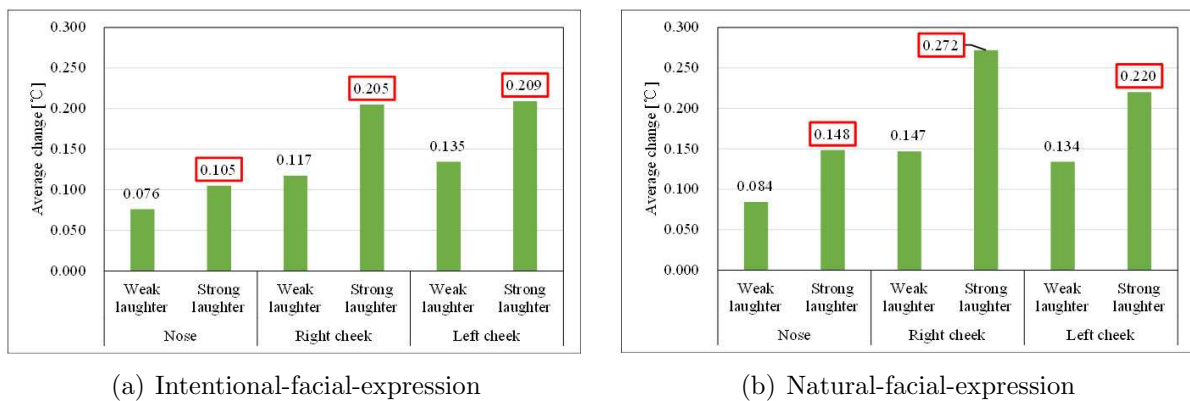 0.300
0.250
0.200
0.150
0.100
0.050
0.000
Average change [℃]
0.076
0.105
0.117
0.205
0.135
0.209
Weak laughter
Strong laughter
Weak laughter
Strong laughter
Weak laughter
Strong laughter
Nose
Right cheek
Left cheek
(a) Intentional-facial-expression
0.300
0.250
0.200
0.150
0.100
0.050
0.000
Average change [℃]
0.084
0.148
0.147
0.272
0.134
0.220
Weak laughter
Strong laughter
Weak laughter
Strong laughter
Weak laughter
Strong laughter
Nose
Right cheek
Left cheek
(b) Natural-facial-expression